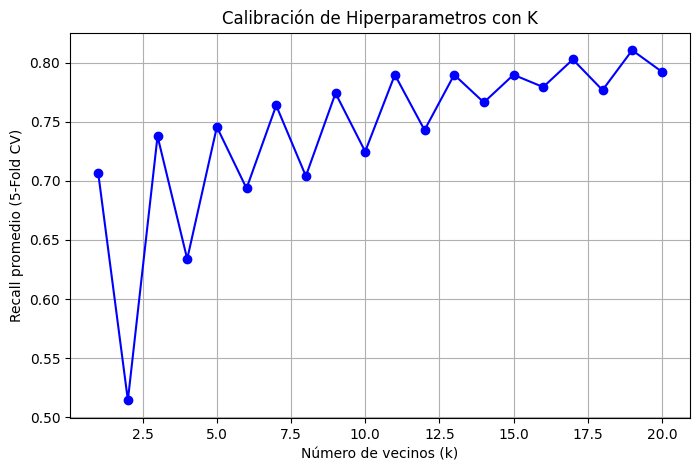 Calibración de Hiperparametros con K
Recall promedio (5-Fold CV)
0.80
0.75
0.70
0.65
0.60
0.55
0.50
2.5 5.0 7.5 10.0 12.5 15.0 17.5 20.0
Número de vecinos (k)